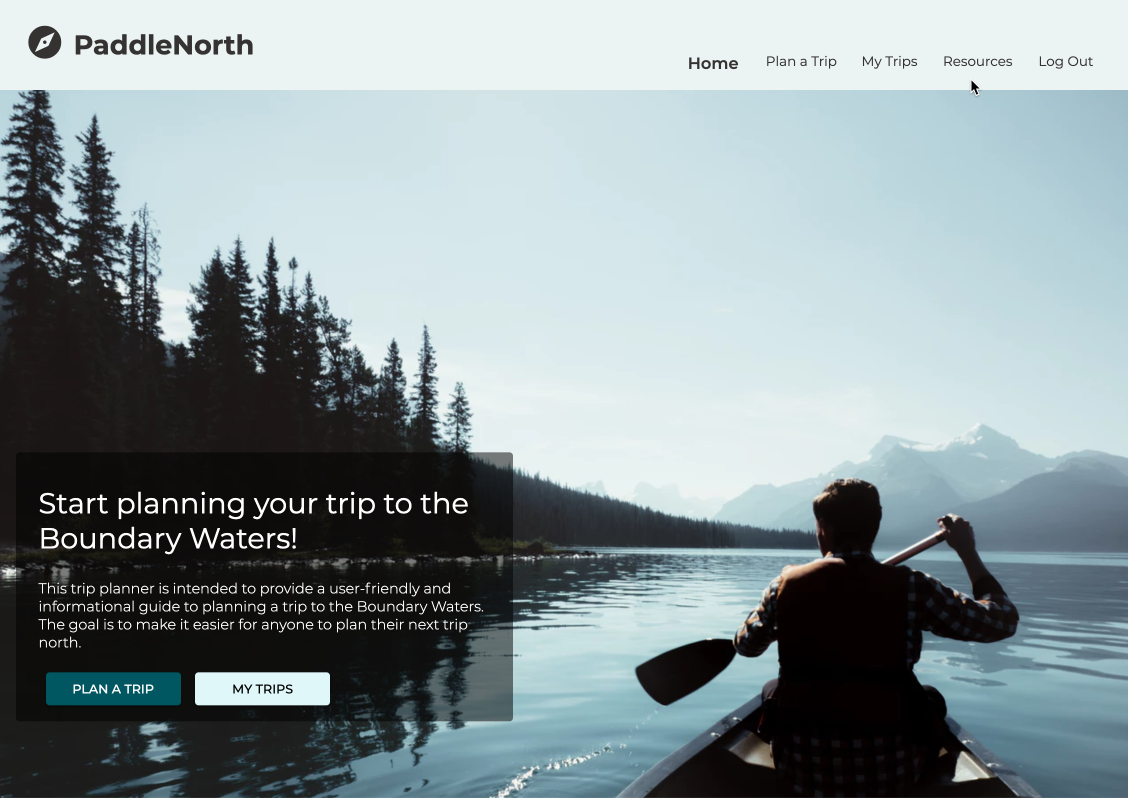 PaddleNorth
Home Plan a Trip My Trips Resources Log Out
Start planning your trip to the
Boundary Waters!
This trip planner is intended to provide a user-friendly and
informational guide to planning a trip to the Boundary Waters.
The goal is to make it easier for anyone to plan their next trip
north.
PLAN A TRIP MY TRIPS